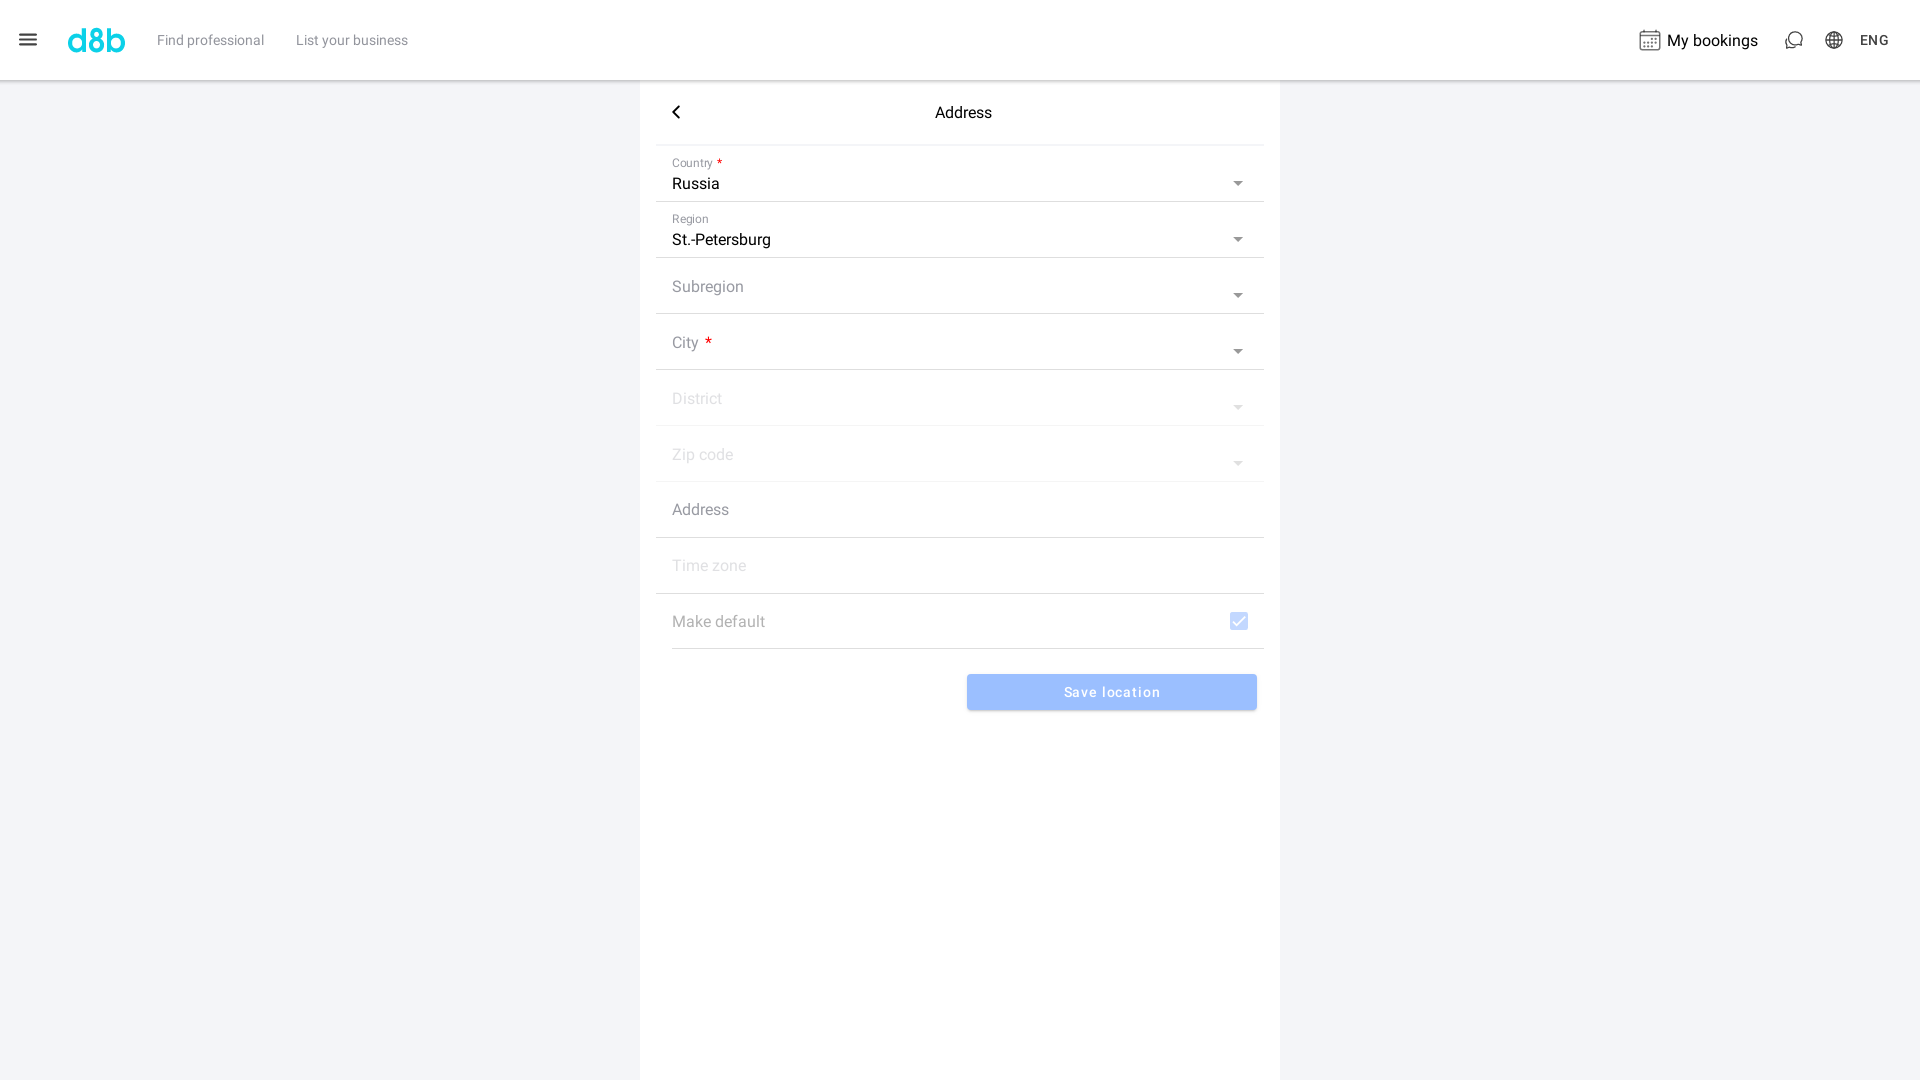 d8b Find professional List your business My bookings ENG
Address
Country *
Russia
Region
St.-Petersburg
Subregion
City *
District
Zip code
Address
Time zone
Make default
Save location